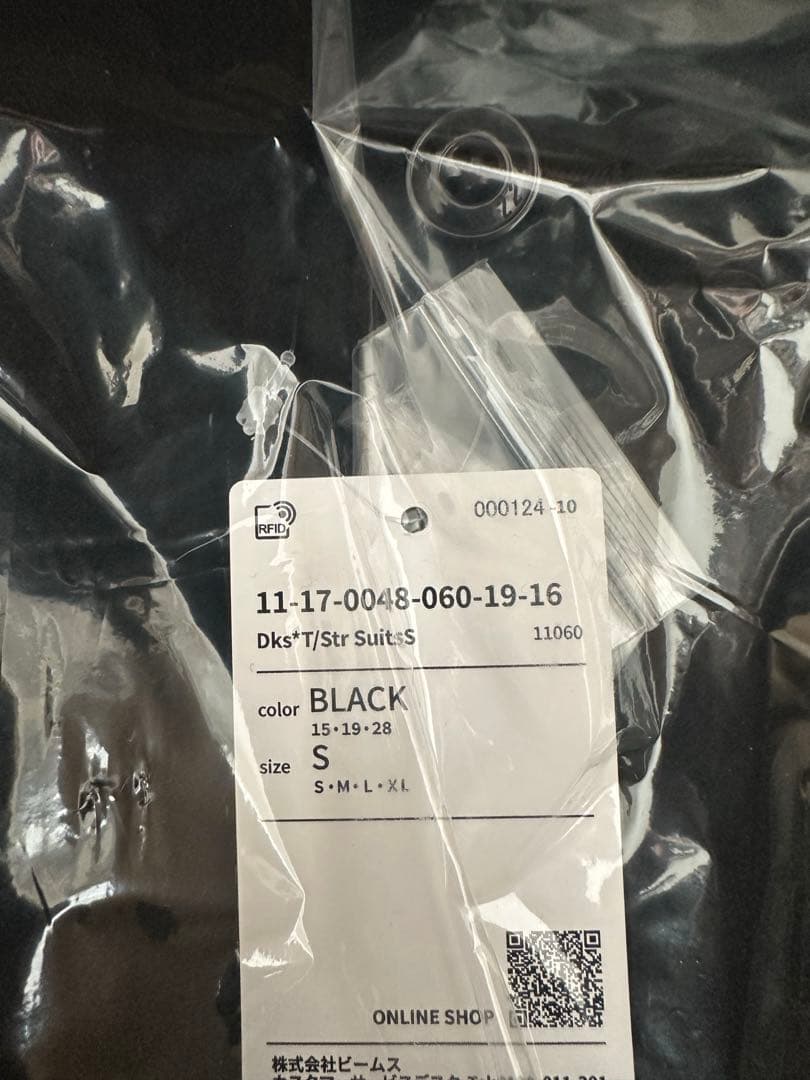 RFID
000124-10
11-17-0048-060-19-16
Dks*T/Str SuitsS 11060
color BLACK
15・19・28
size S
S・M・L・XL
ONLINE SHOP
株式会社ビームス